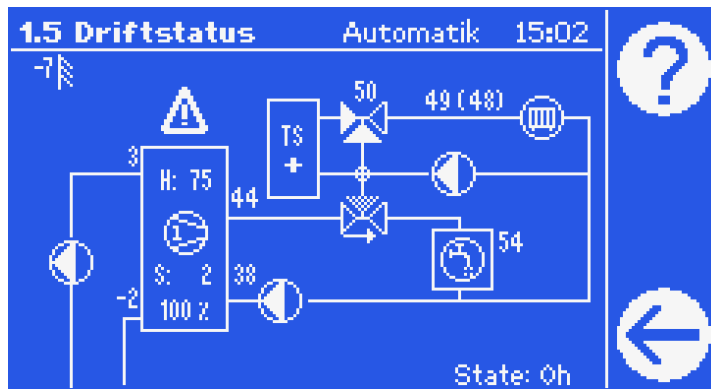 1.5 Driftstatus Automatik 15:02
-7
50
49(48)
TS
+
3
H: 75
44
S: 2
38
54
-2
100 %
State: 0h
?